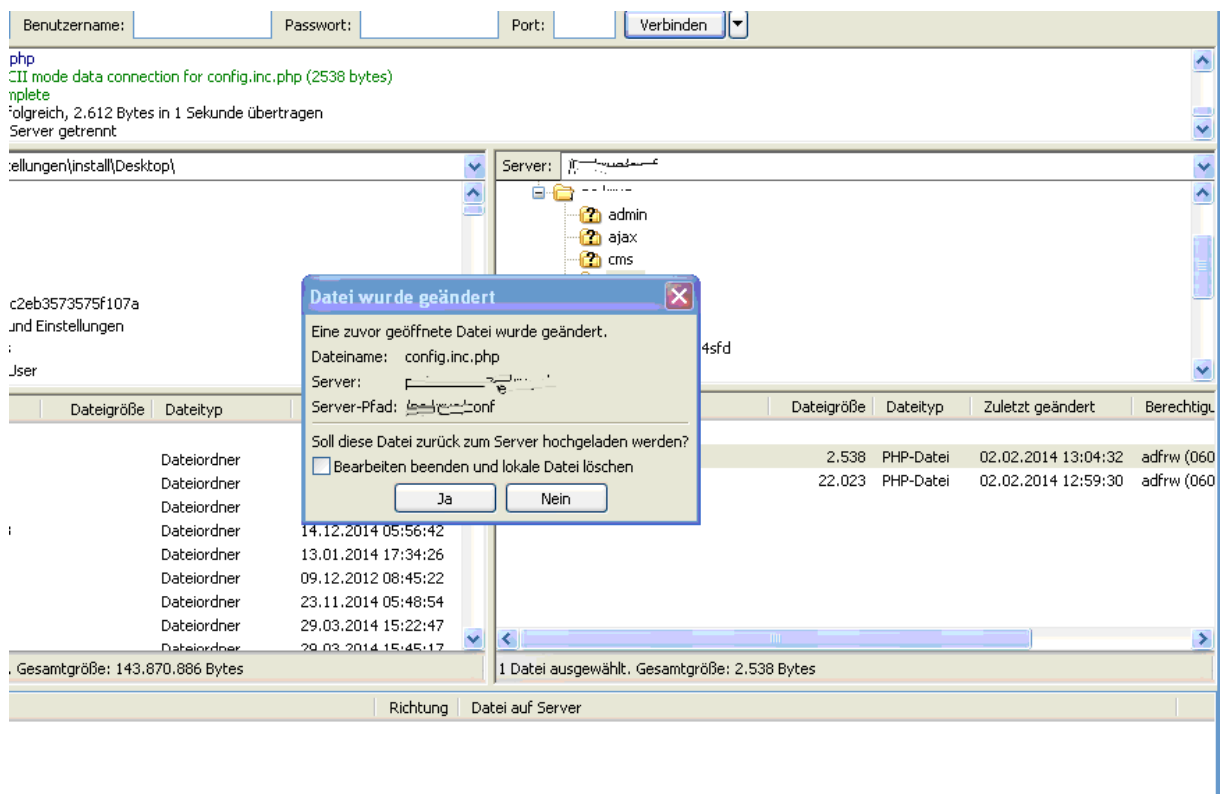 Benutzername: Passwort: Port: Verbinden
php
CII mode data connection for config.inc.php (2538 bytes)
mplete
folgreich, 2.612 Bytes in 1 Sekunde übertragen
Server getrennt
tellungen\install\Desktop\
Server:
admin
ajax
cms
c2eb3573575f107a
und Einstellungen
s
User
4sfd
Datei wurde geändert
Eine zuvor geöffnete Datei wurde geändert.
Dateiname: config.inc.php
Server:
Server-Pfad: conf
Soll diese Datei zurück zum Server hochgeladen werden?
Bearbeiten beenden und lokale Datei löschen
Ja Nein
Dateigröße Dateityp
Dateiordner
Dateiordner
Dateiordner
Dateiordner 14.12.2014 05:56:42
Dateiordner 13.01.2014 17:34:26
Dateiordner 09.12.2012 08:45:22
Dateiordner 23.11.2014 05:48:54
Dateiordner 29.03.2014 15:22:47
Dateiordner 29.03.2014 15:45:17
. Gesamtgröße: 143.870.886 Bytes
Dateigröße Dateityp Zuletzt geändert Berechtigu
2.538 PHP-Datei 02.02.2014 13:04:32 adfrw (060
22.023 PHP-Datei 02.02.2014 12:59:30 adfrw (060
1 Datei ausgewählt. Gesamtgröße: 2.538 Bytes
Richtung Datei auf Server